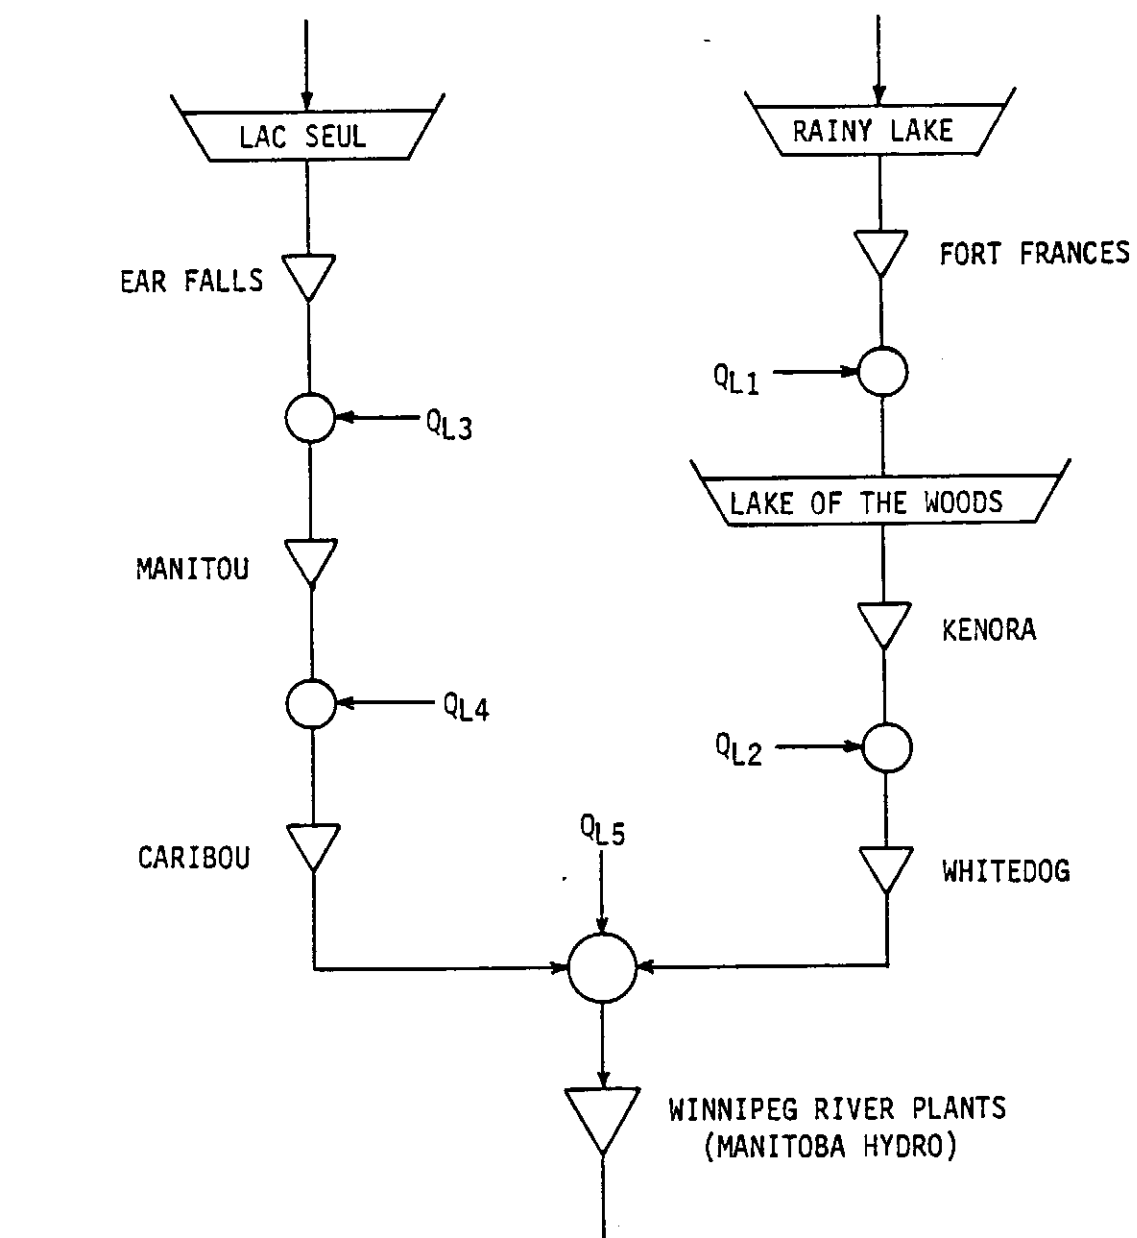 LAC SEUL
RAINY LAKE
EAR FALLS
FORT FRANCES
QL1
QL3
LAKE OF THE WOODS
MANITOU
KENORA
QL4
QL2
QL5
CARIBOU
WHITEDOG
WINNIPEG RIVER PLANTS
(MANITOBA HYDRO)